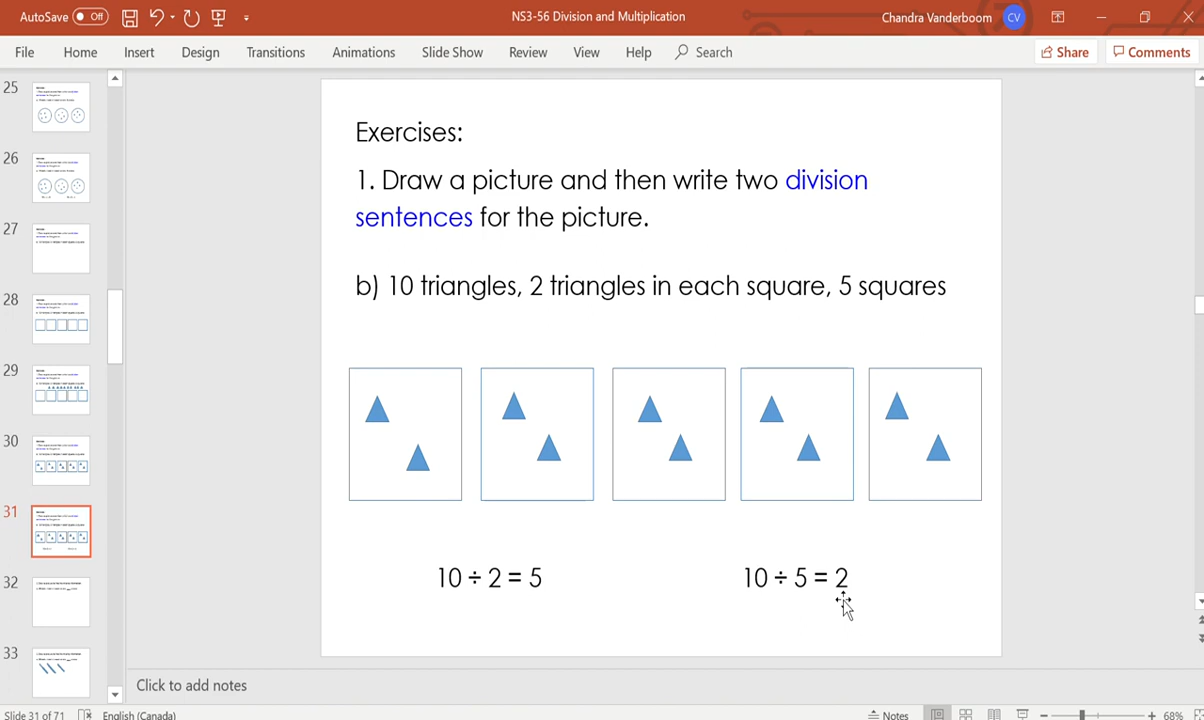 AutoSave Off NS3-56 Division and Multiplication Chandra Vanderboom CV
File Home Insert Design Transitions Animations Slide Show Review View Help Search Share Comments
25
26
27
28
29
30
31
32
33
Exercises:
1. Draw a picture and then write two division
sentences for the picture.
b) 10 triangles, 2 triangles in each square, 5 squares
10 ÷ 2 = 5 10 ÷ 5 = 2
Click to add notes
Slide 31 of 71 English (Canada) Notes 68%